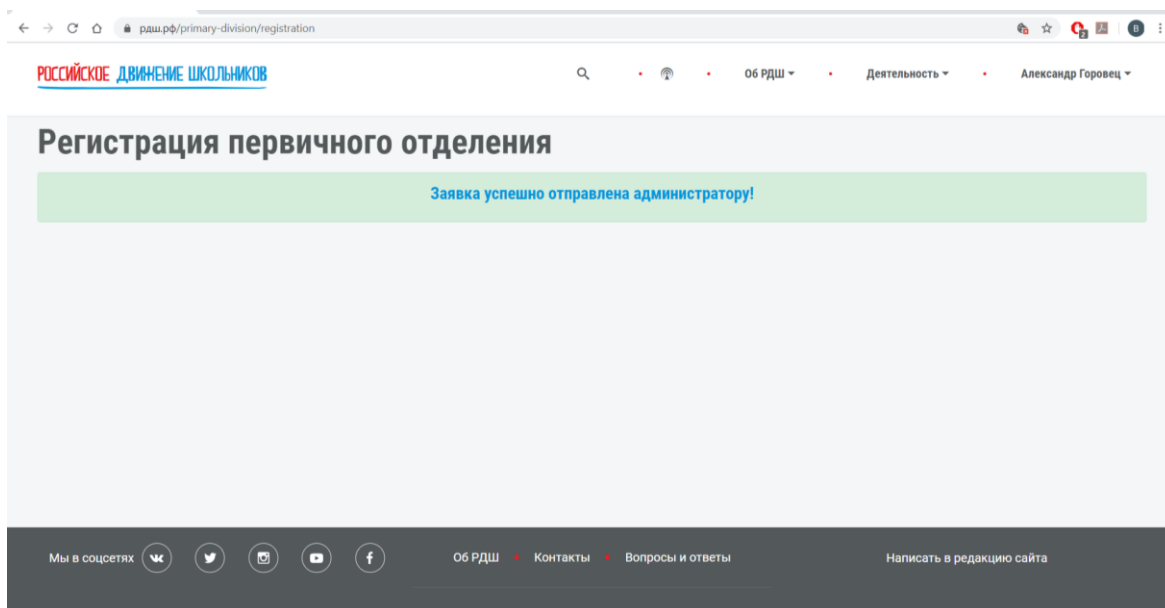 рдш.рф/primary-division/registration
2
B
РОССИЙСКОЕ ДВИЖЕНИЕ ШКОЛЬНИКОВ
Об РДШ
Деятельность
Александр Горовец
Регистрация первичного отделения
Заявка успешно отправлена администратору!
Мы в соцсетях
Об РДШ • Контакты • Вопросы и ответы
Написать в редакцию сайта